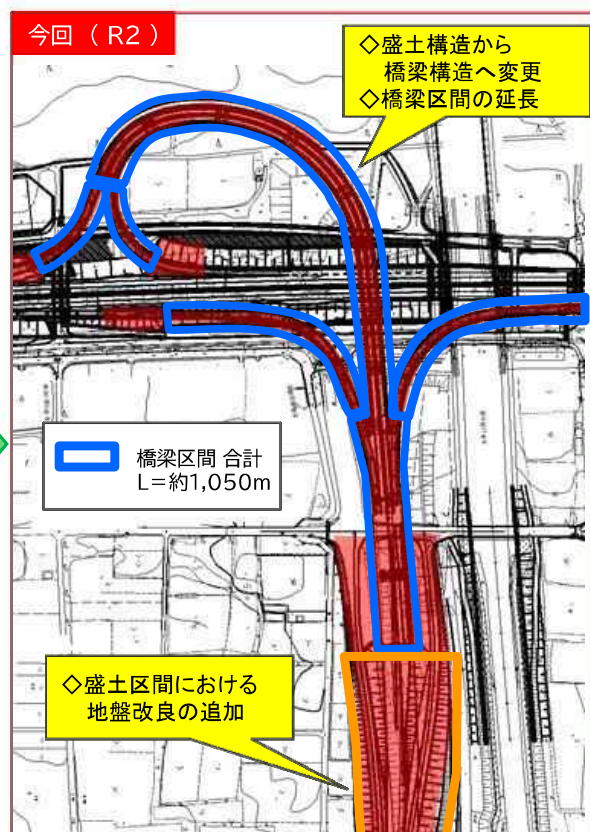 今回（R2）
◇盛土構造から
橋梁構造へ変更
◇橋梁区間の延長
橋梁区間 合計
L=約1,050m
◇盛土区間における
地盤改良の追加